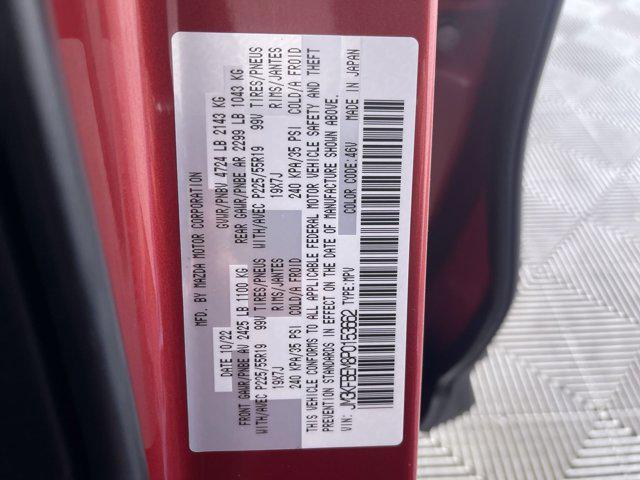 MFD. BY MAZDA MOTOR CORPORATION
DATE 10/22 GVWR/PNBV 4724 LB 2143 KG
FRONT GAWR/PNBE AV 2425 LB 1100 KG REAR GAWR/PNBE AR 2299 LB 1043 KG
WITH/AVEC P225/55R19 99V TIRES/PNEUS WITH/AVEC P225/55R19 99V TIRES/PNEUS
19X7J RIMS/JANTES 19X7J RIMS/JANTES
240 KPA/35 PSI COLD/A FROID 240 KPA/35 PSI COLD/A FROID
THIS VEHICLE CONFORMS TO ALL APPLICABLE FEDERAL MOTOR VEHICLE SAFETY AND THEFT
PREVENTION STANDARDS IN EFFECT ON THE DATE OF MANUFACTURE SHOWN ABOVE.
VIN: JM3KFBEM8P0153662 TYPE:MPV COLOR CODE:46V MADE IN JAPAN